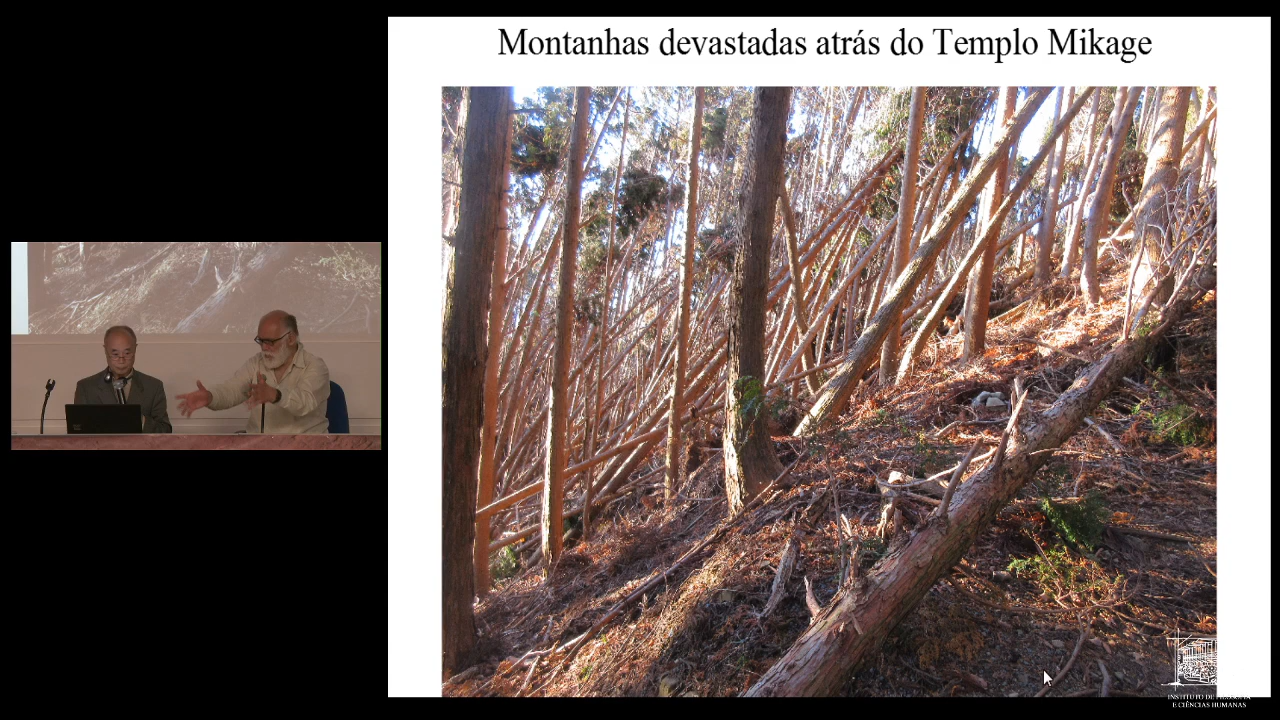 Montanhas devastadas atrás do Templo Mikage
INSTITUTO DE FILOSOFIA
E CIÊNCIAS HUMANAS